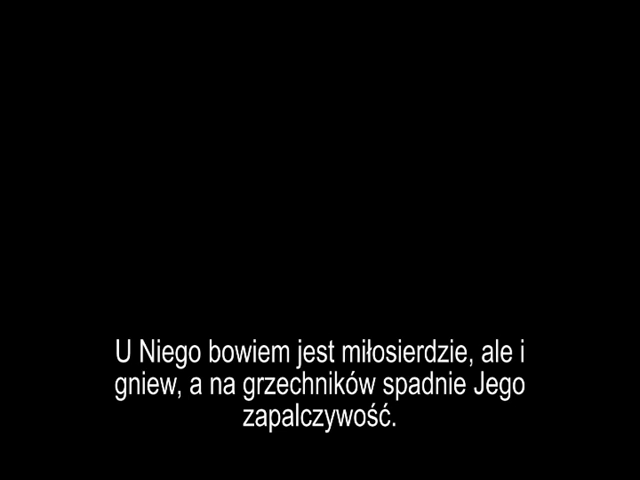 U Niego bowiem jest miłosierdzie, ale i
gniew, a na grzechników spadnie Jego
zapalczywość.